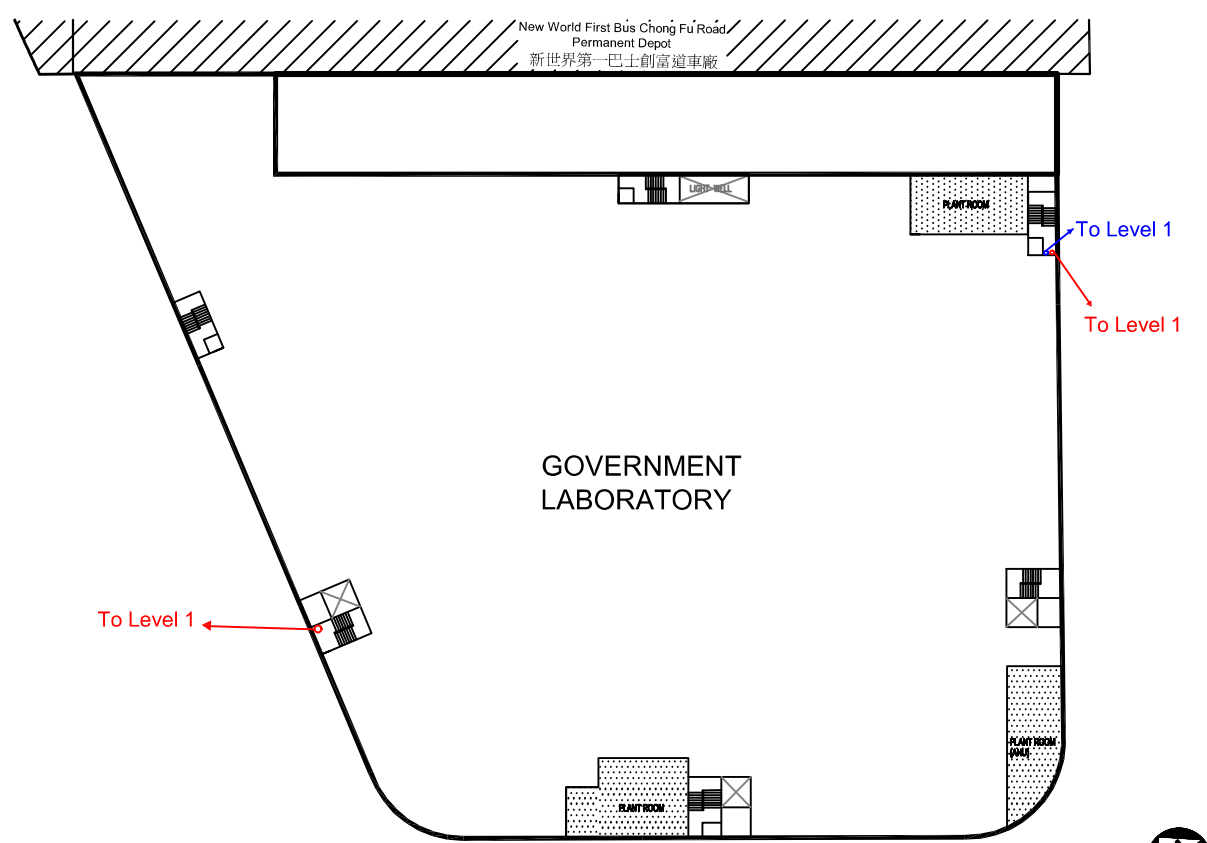 New World First Bus Chong Fu Road
Permanent Depot
新世界第一巴士創富道車廠
LIGHT WELL
PLANT ROOM
To Level 1
To Level 1
GOVERNMENT
LABORATORY
To Level 1
PLANT ROOM
(AHU)
PLANT ROOM